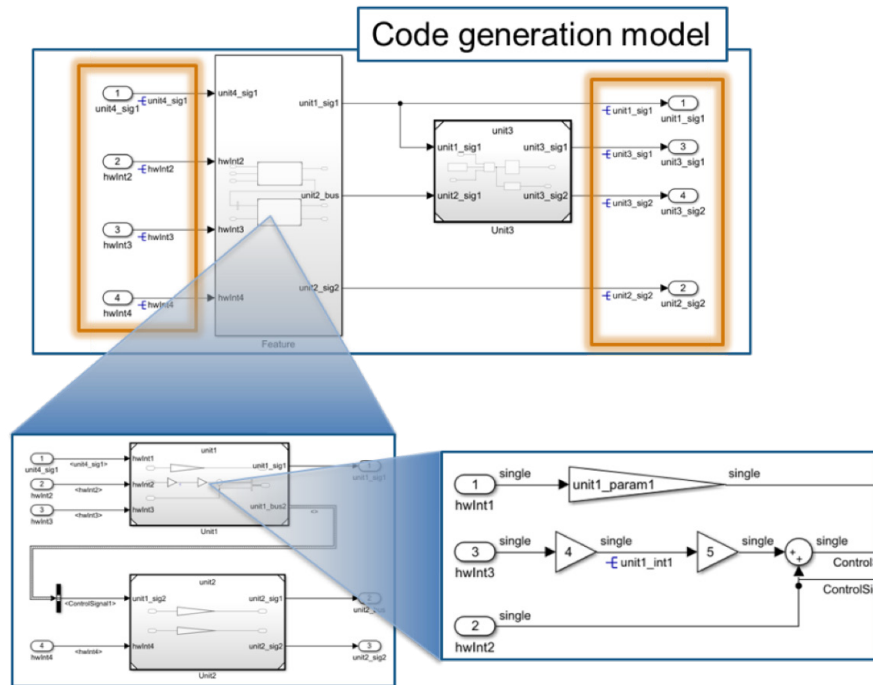 Code generation model
1
unit4_sig1
unit4_sig1
unit4_sig1
unit1_sig1
unit1_sig1
1
unit1_sig1
unit3
unit1_sig1
unit3_sig1
unit3_sig1
3
unit3_sig1
2
hwInt2
hwInt2
hwInt2
unit2_bus
unit2_sig1
unit3_sig2
unit3_sig2
4
unit3_sig2
Unit3
3
hwInt3
hwInt3
hwInt3
4
hwInt4
hwInt4
hwInt4
unit2_sig2
unit2_sig2
2
unit2_sig2
Feature
unit1
1
unit4_sig1
<unit4_sig1>
hwInt1
unit1_sig1
1
unit1_sig1
2
hwInt2
<hwInt2>
hwInt2
3
hwInt3
<hwInt3>
hwInt3
unit1_bus2
Unit1
unit2
<ControlSignal1>
unit1_sig2
unit2_sig1
2
4
hwInt4
<hwInt4>
hwInt4
unit2_sig2
3
unit2_sig2
Unit2
1
hwInt1
single
unit1_param1
single
3
hwInt3
single
4
single
unit1_int1
5
single
+
+
single
ControlS
ControlSig
2
hwInt2
single